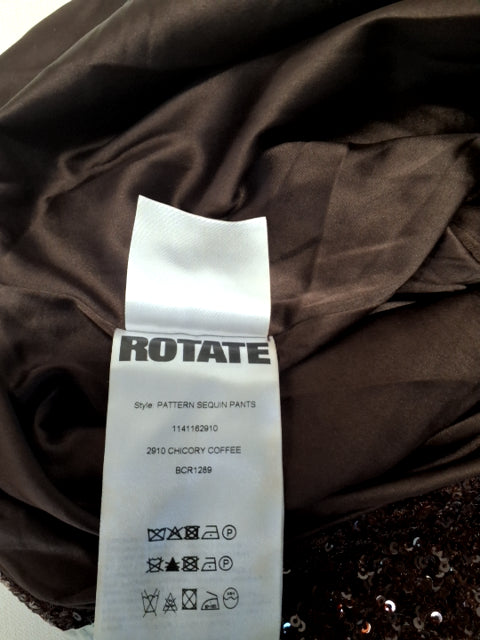 ROTATE
Style: PATTERN SEQUIN PANTS
1141162910
2910 CHICORY COFFEE
BCR1289